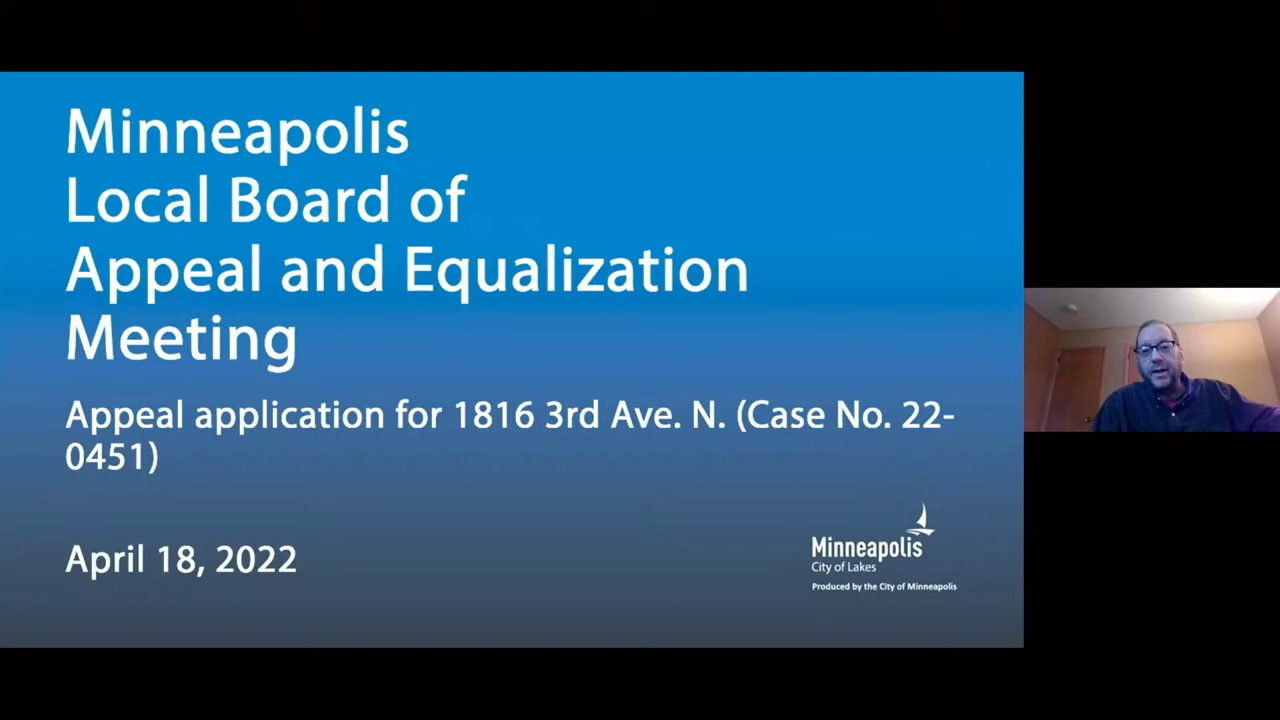 Minneapolis
Local Board of
Appeal and Equalization
Meeting
Appeal application for 1816 3rd Ave. N. (Case No. 22-
0451)
April 18, 2022
Minneapolis
City of Lakes
Produced by the City of Minneapolis